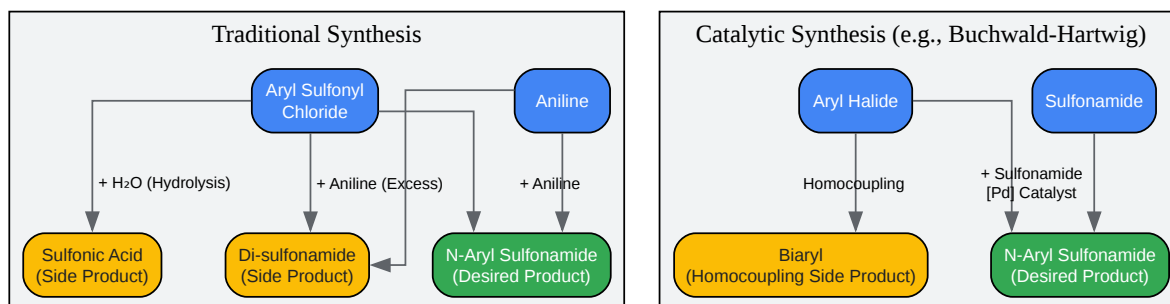 Traditional Synthesis
Aryl Sulfonyl
Chloride
Aniline
+ H₂O (Hydrolysis)
+ Aniline (Excess)
+ Aniline
Sulfonic Acid
(Side Product)
Di-sulfonamide
(Side Product)
N-Aryl Sulfonamide
(Desired Product)
Catalytic Synthesis (e.g., Buchwald-Hartwig)
Aryl Halide
Sulfonamide
Homocoupling
+ Sulfonamide
[Pd] Catalyst
Biaryl
(Homocoupling Side Product)
N-Aryl Sulfonamide
(Desired Product)